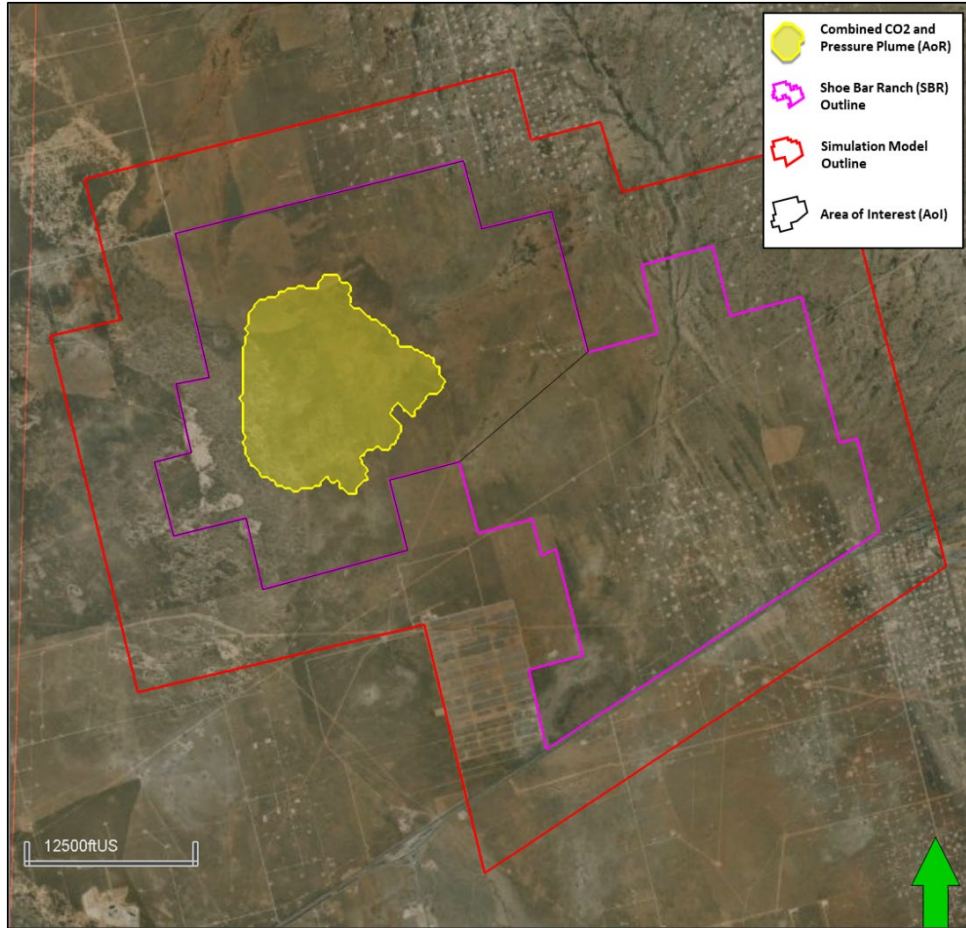 Combined CO2 and
Pressure Plume (AoR)
Shoe Bar Ranch (SBR)
Outline
Simulation Model
Outline
Area of Interest (AoI)
12500ftUS